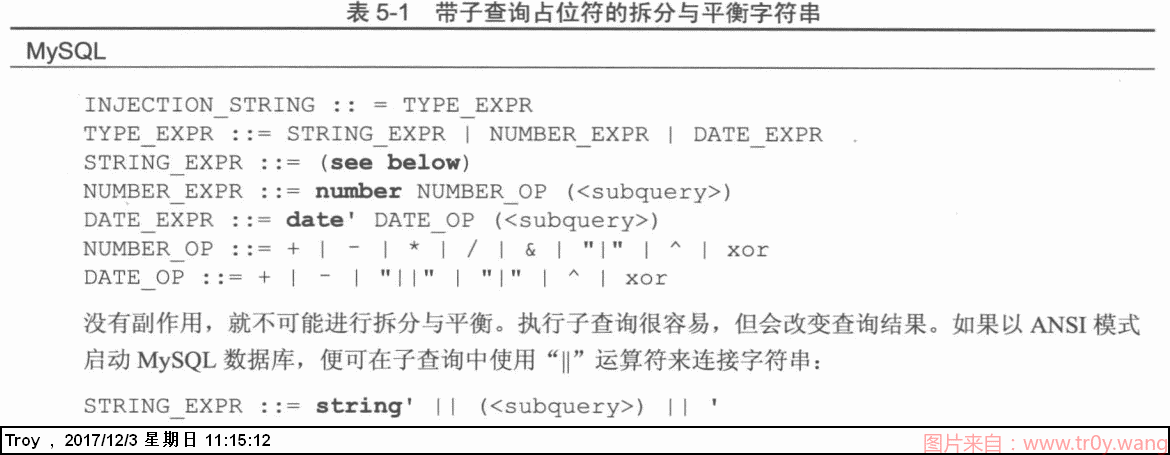 表 5-1 带子查询占位符的拆分与平衡字符串
MySQL
INJECTION_STRING :: = TYPE_EXPR
TYPE_EXPR ::= STRING_EXPR | NUMBER_EXPR | DATE_EXPR
STRING_EXPR ::= (see below)
NUMBER_EXPR ::= number NUMBER_OP (<subquery>)
DATE_EXPR ::= date' DATE_OP (<subquery>)
NUMBER_OP ::= + | - | * | / | & | "|" | ^ | xor
DATE_OP ::= + | - | "||" | "|" | ^ | xor
没有副作用，就不可能进行拆分与平衡。执行子查询很容易，但会改变查询结果。如果以 ANSI 模式
启动 MySQL 数据库，便可在子查询中使用“||”运算符来连接字符串：
STRING_EXPR ::= string' || (<subquery>) || '
Troy , 2017/12/3 星期日 11:15:12
图片来自：www.tr0y.wang